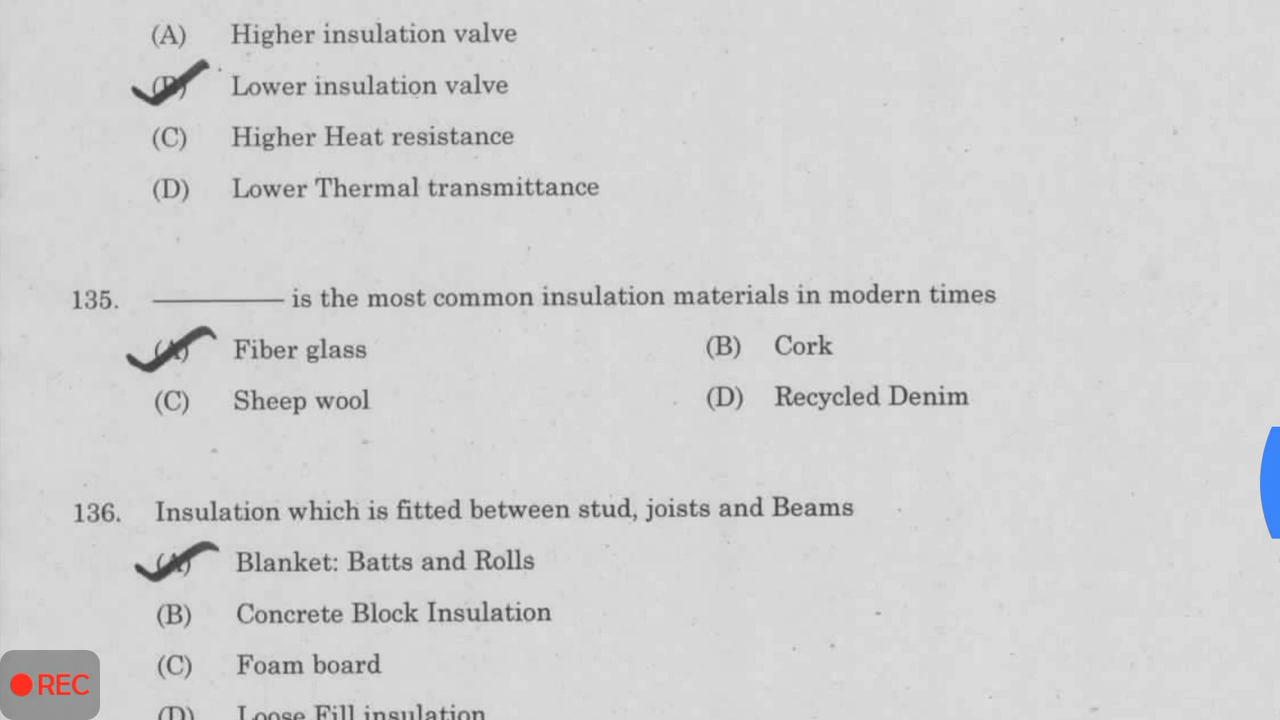 (A) Higher insulation valve
(B) Lower insulation valve
(C) Higher Heat resistance
(D) Lower Thermal transmittance
135. ———— is the most common insulation materials in modern times
(A) Fiber glass (B) Cork
(C) Sheep wool (D) Recycled Denim
136. Insulation which is fitted between stud, joists and Beams
(A) Blanket: Batts and Rolls
(B) Concrete Block Insulation
(C) Foam board
(D) Loose Fill insulation
REC